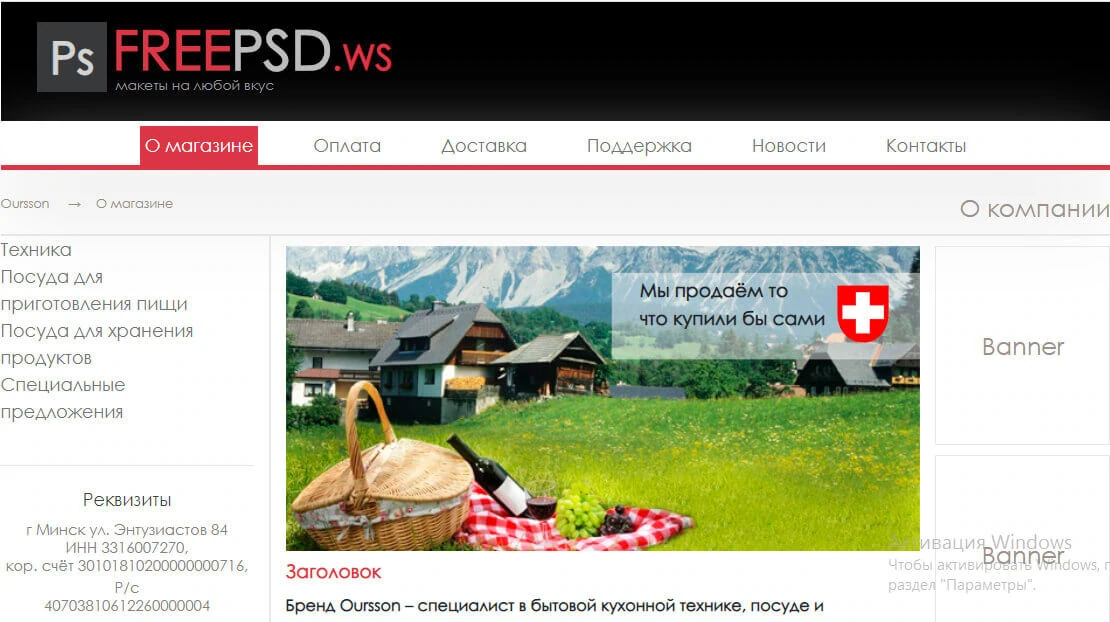 Ps FREEPSD.ws
макеты на любой вкус
О магазине Оплата Доставка Поддержка Новости Контакты
Oursson → О магазине
О компании
Техника
Посуда для
приготовления пищи
Посуда для хранения
продуктов
Специальные
предложения
Реквизиты
г Минск ул. Энтузиастов 84
ИНН 3316007270,
кор. счёт 30101810200000000716,
Р/с
40703810612260000004
Мы продаём то
что купили бы сами
Заголовок
Бренд Oursson – специалист в бытовой кухонной технике, посуде и
Banner
Banner
Активация Windows
Чтобы активировать Windows,
раздел "Параметры".